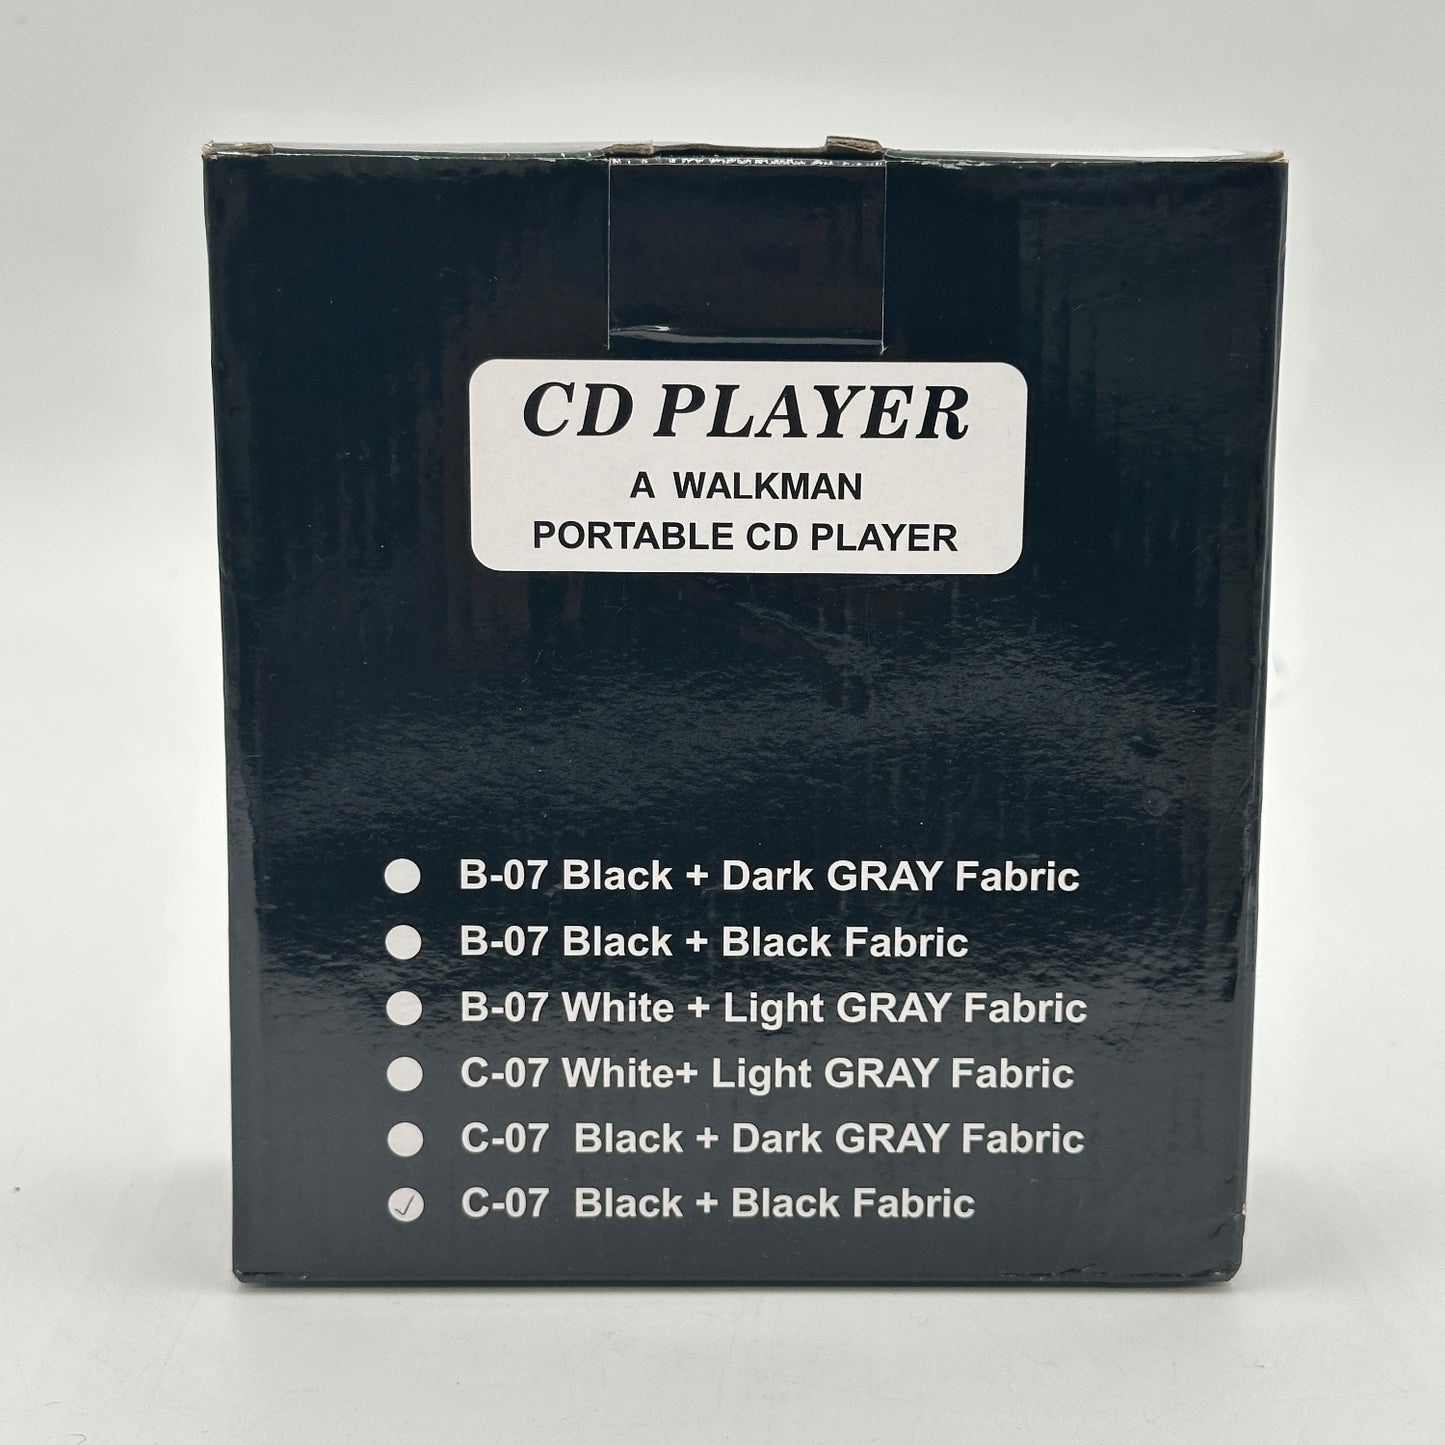 CD PLAYER
A WALKMAN
PORTABLE CD PLAYER
B-07 Black + Dark GRAY Fabric
B-07 Black + Black Fabric
B-07 White + Light GRAY Fabric
C-07 White+ Light GRAY Fabric
C-07 Black + Dark GRAY Fabric
C-07 Black + Black Fabric